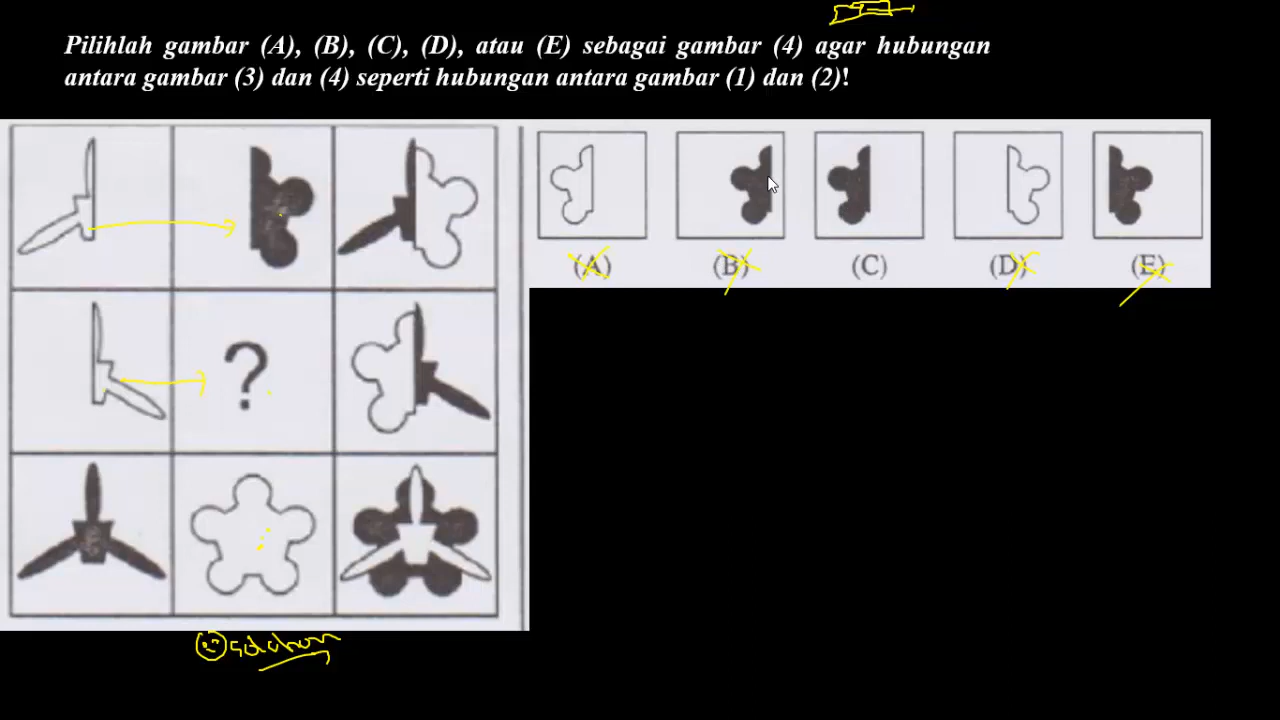 Pilihlah gambar (A), (B), (C), (D), atau (E) sebagai gambar (4) agar hubungan
antara gambar (3) dan (4) seperti hubungan antara gambar (1) dan (2)!
?
(A) (B) (C) (D) (E)